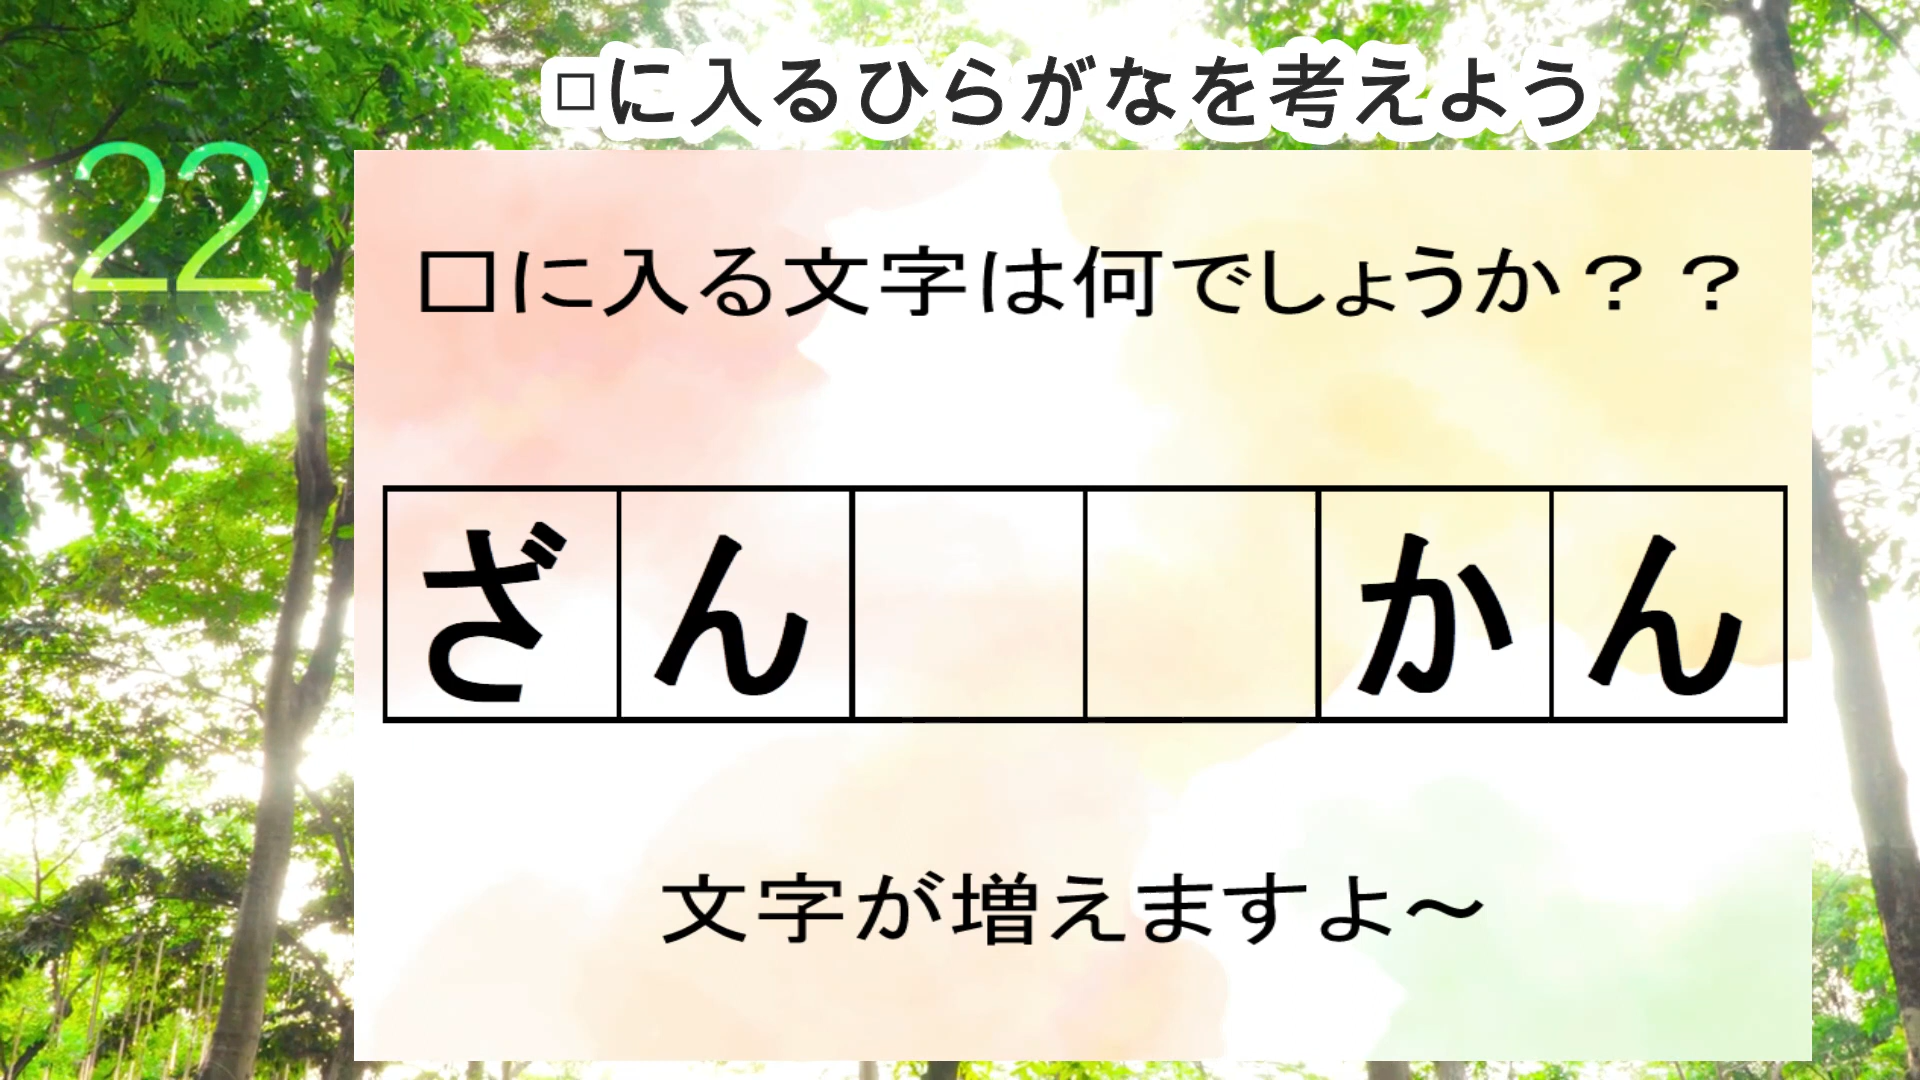 □に入るひらがなを考えよう
22
□に入る文字は何でしょうか？？
ざん　　かん
文字が増えますよ～